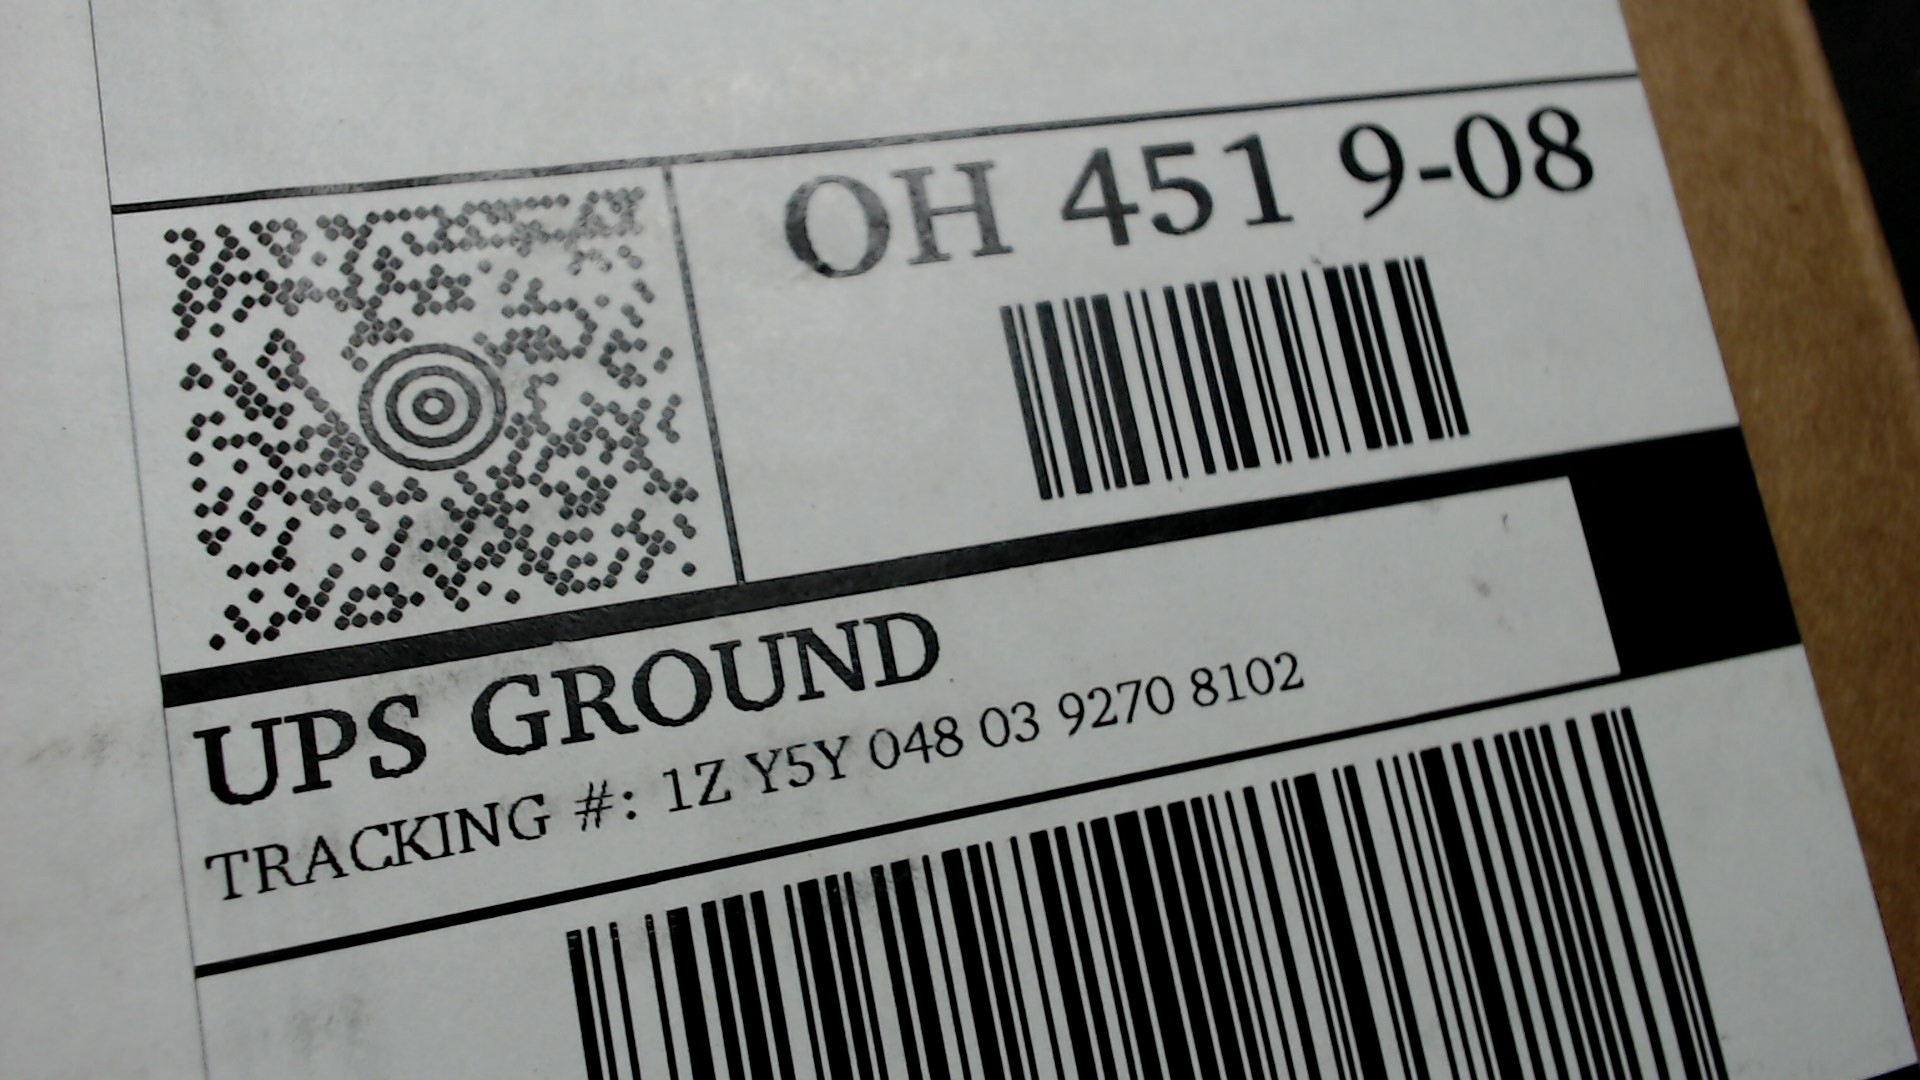 OH 451 9-08
UPS GROUND
TRACKING #: 1Z Y5Y 048 03 9270 8102